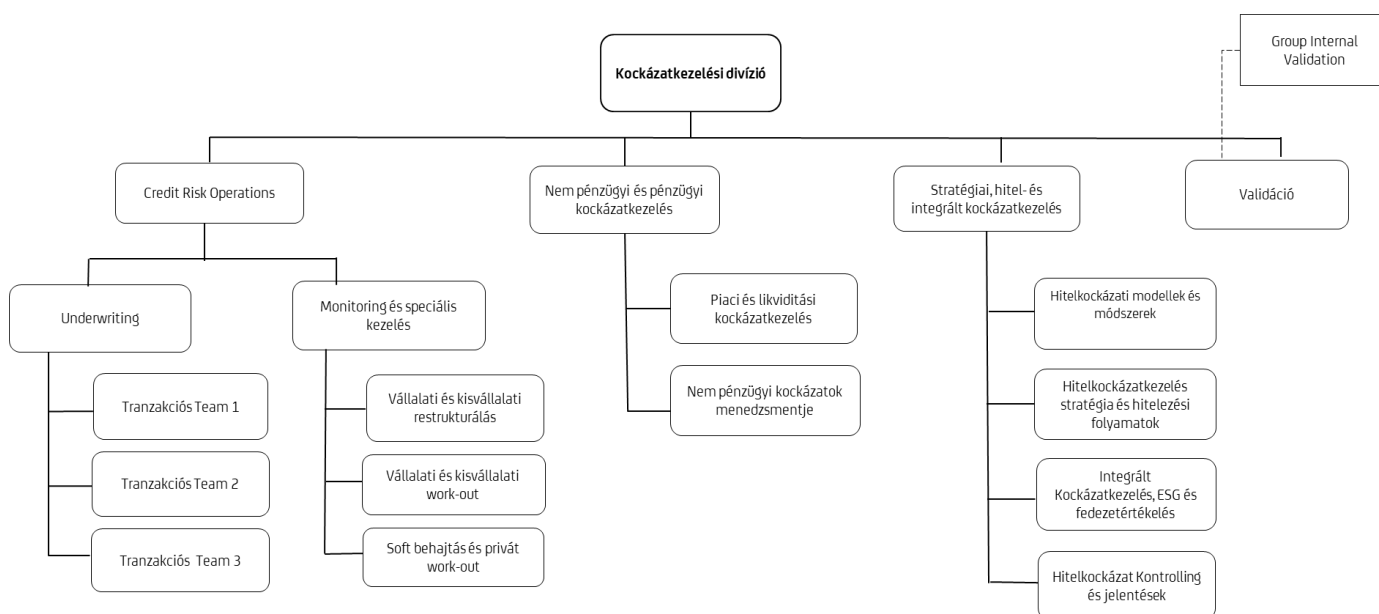 Group Internal
Validation
Kockázatkezelési divízió
Credit Risk Operations
Nem pénzügyi és pénzügyi
kockázatkezelés
Stratégiai, hitel- és
integrált kockázatkezelés
Validáció
Underwriting
Monitoring és speciális
kezelés
Piaci és likviditási
kockázatkezelés
Hitelkockázati modellek és
módszerek
Tranzakciós Team 1
Vállalati és kisvállalati
restrukturálás
Nem pénzügyi kockázatok
menedzsmentje
Hitelkockázatkezelés
stratégia és hitelezési
folyamatok
Tranzakciós Team 2
Vállalati és kisvállalati
work-out
Integrált
Kockázatkezelés, ESG és
fedezetértékelés
Tranzakciós Team 3
Soft behajtás és privát
work-out
Hitelkockázat Kontrolling
és jelentések